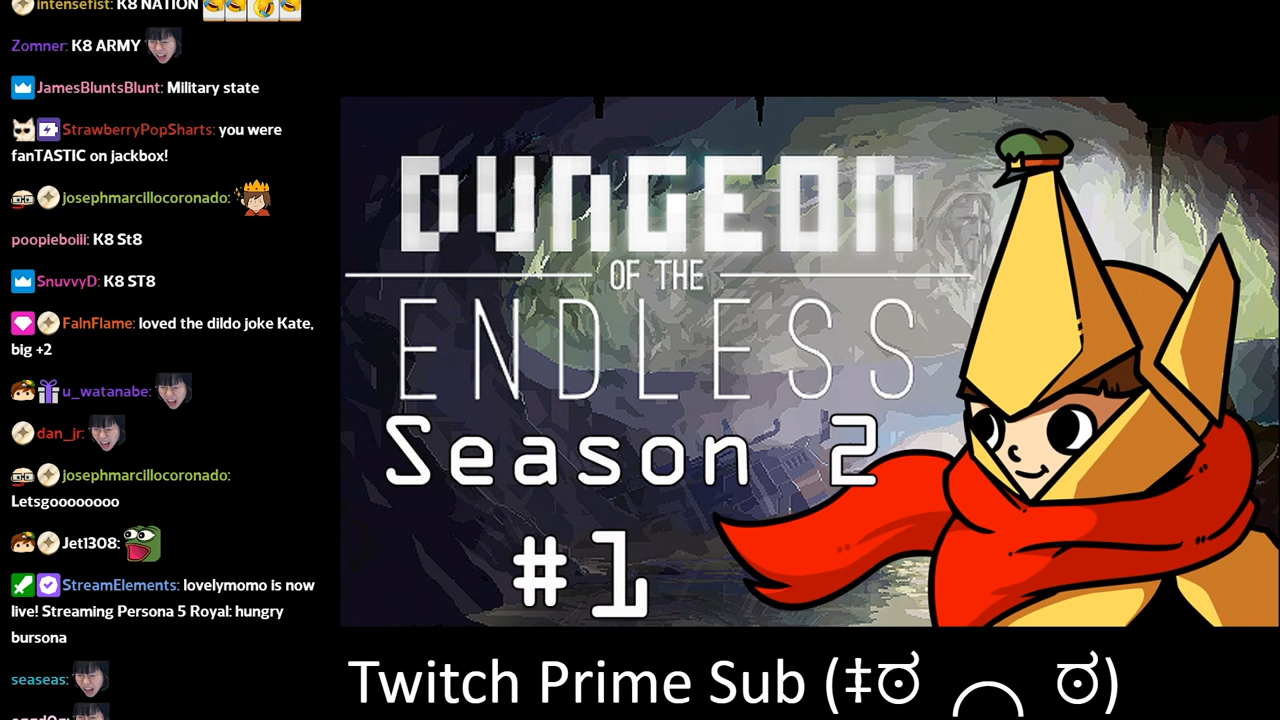 intensefist: K8 NATION
Zomner: K8 ARMY
JamesBluntsBlunt: Military state
StrawberryPopSharts: you were
fanTASTIC on jackbox!
josephmarcillocoronado:
poopieboiii: K8 St8
SnuvvyD: K8 ST8
FalnFlame: loved the dildo joke Kate,
big +2
u_watanabe:
dan_jr:
josephmarcillocoronado:
Letsgoooooooo
Jet1308:
StreamElements: lovelymomo is now
live! Streaming Persona 5 Royal: hungry
bursona
seaseas:
DUNGEON
OF THE
ENDLESS
Season 2
#1
Twitch Prime Sub (‡ಠ ⁀ ಠ)